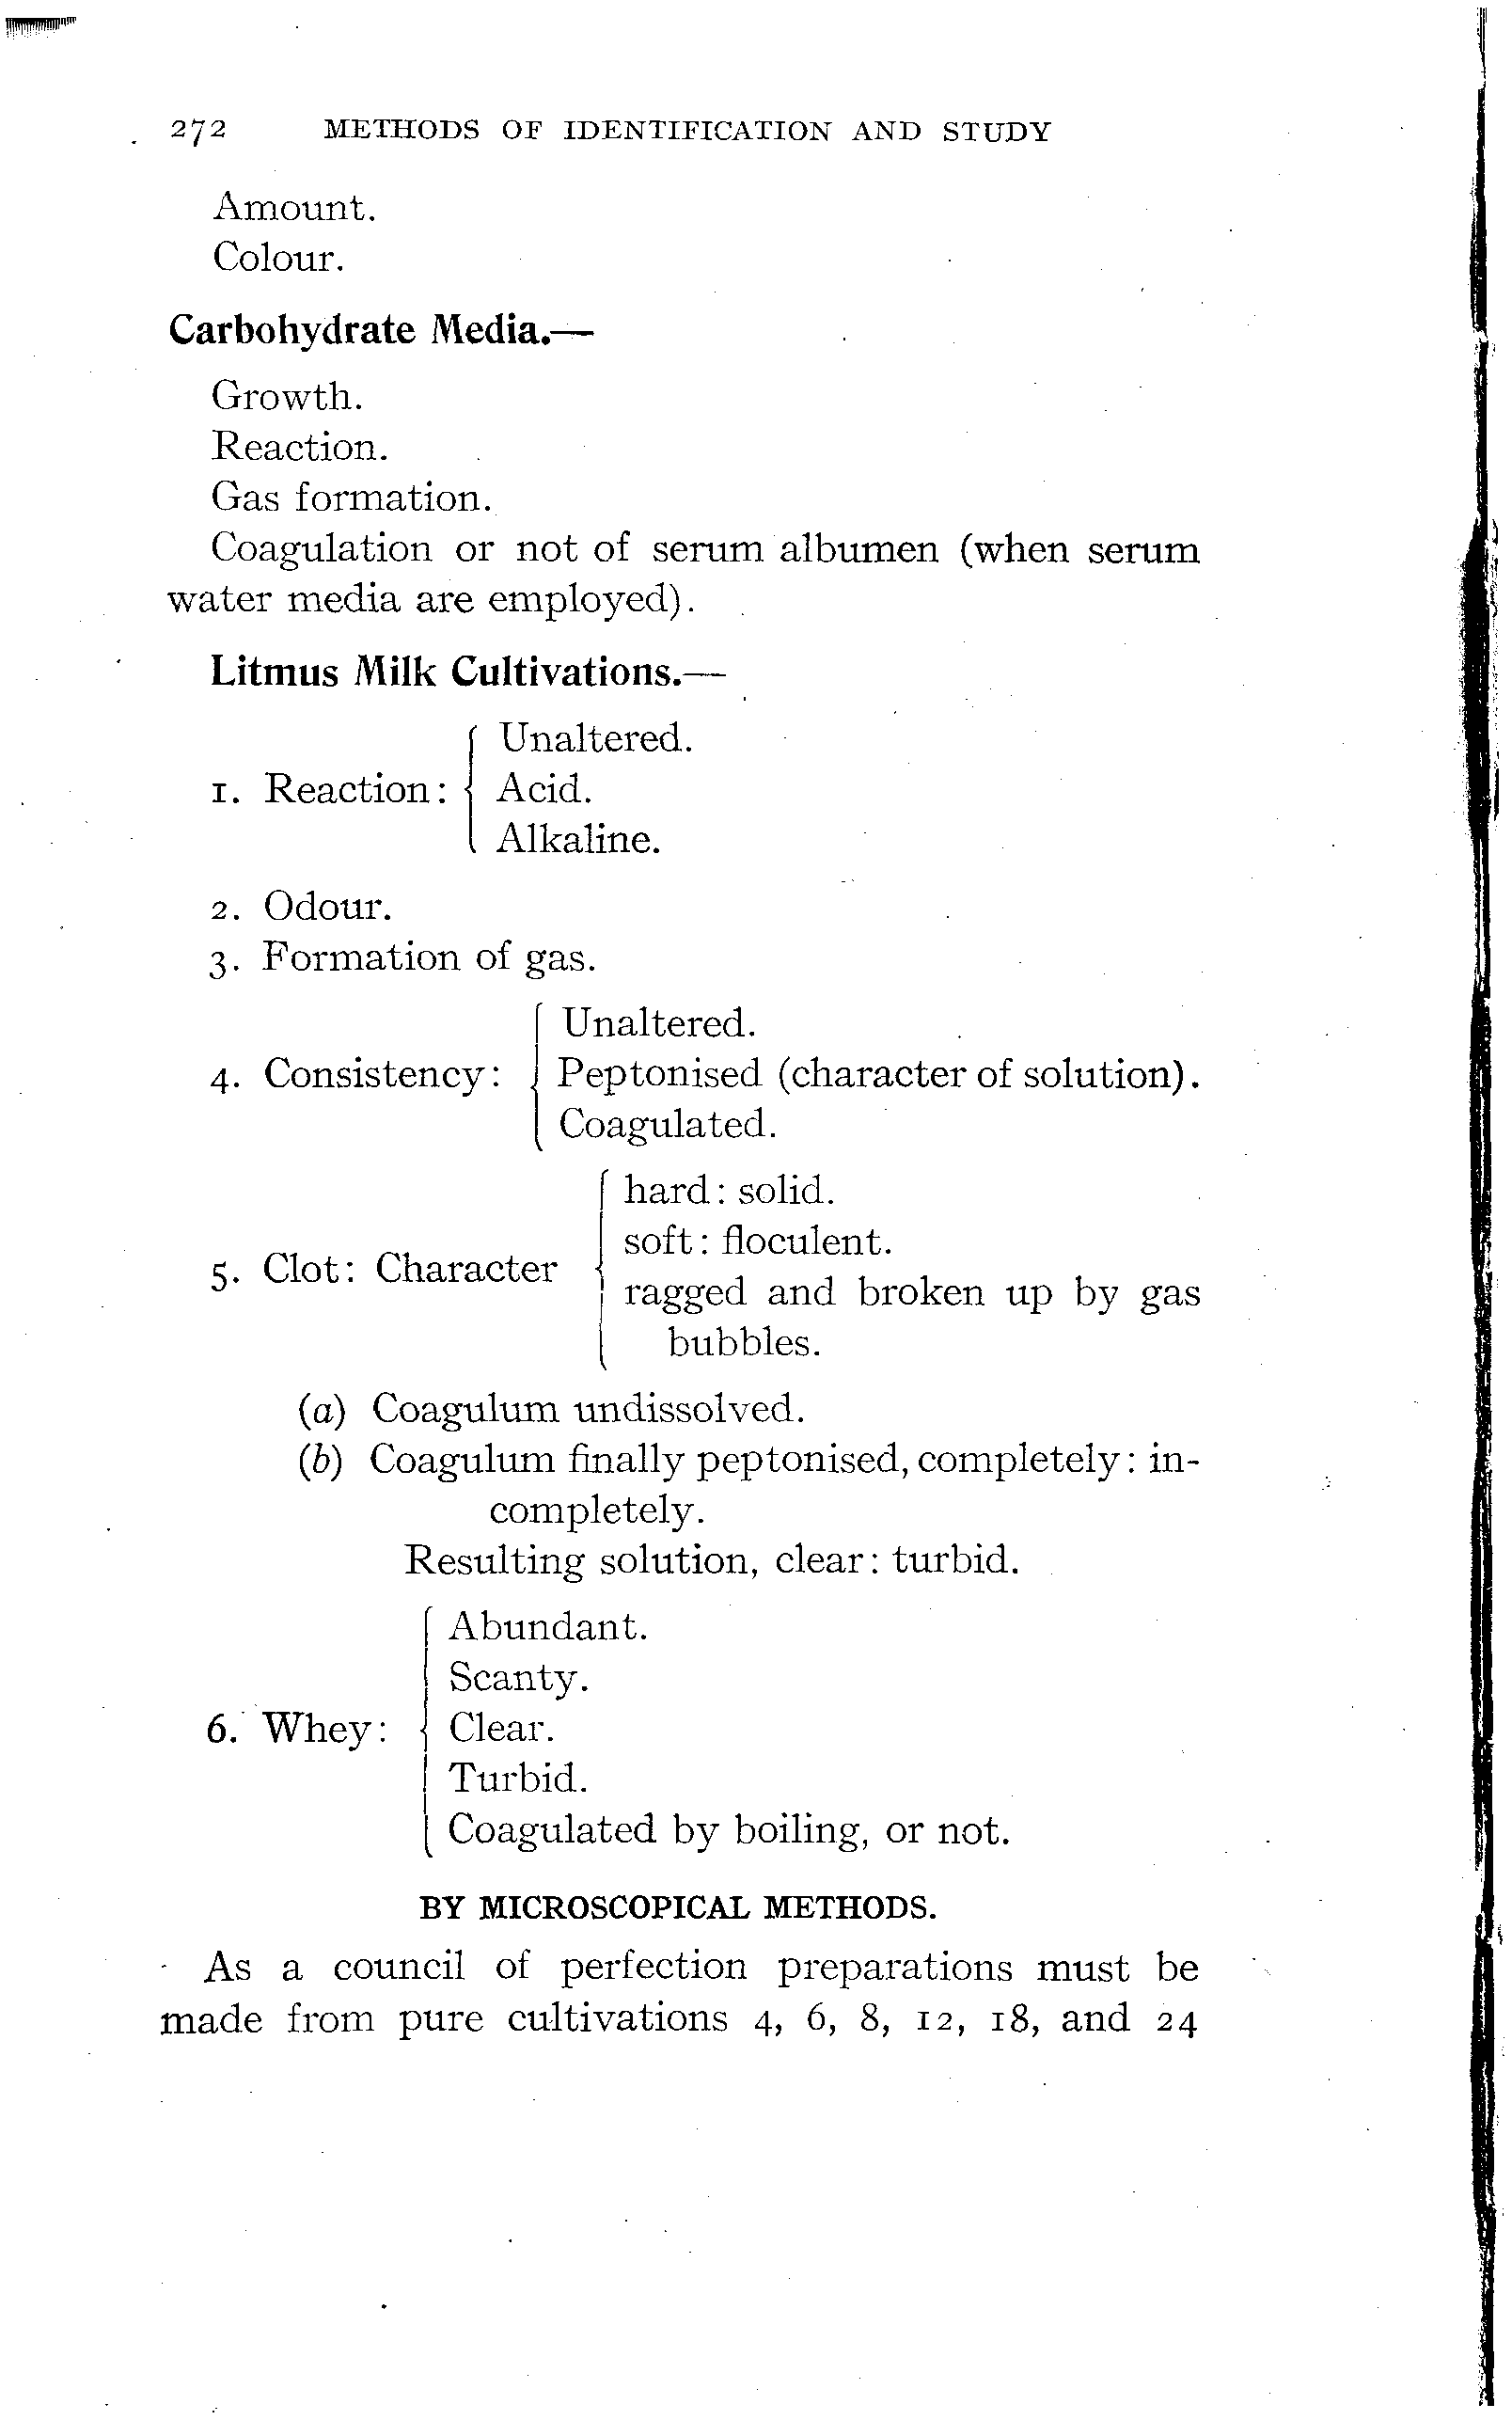 272 METHODS OF IDENTIFICATION AND STUDY
Amount.
Colour.
Carbohydrate Media.—
Growth.
Reaction.
Gas formation.
Coagulation or not of serum albumen (when serum
water media are employed).
Litmus Milk Cultivations.—
Unaltered.
1. Reaction: Acid.
Alkaline.
2. Odour.
3. Formation of gas.
Unaltered.
4. Consistency: Peptonised (character of solution).
Coagulated.
hard: solid.
soft: floculent.
5. Clot: Character
ragged and broken up by gas
bubbles.
(a) Coagulum undissolved.
(b) Coagulum finally peptonised, completely: in-
completely.
Resulting solution, clear: turbid.
Abundant.
Scanty.
6. Whey: Clear.
Turbid.
Coagulated by boiling, or not.
BY MICROSCOPICAL METHODS.
As a council of perfection preparations must be
made from pure cultivations 4, 6, 8, 12, 18, and 24